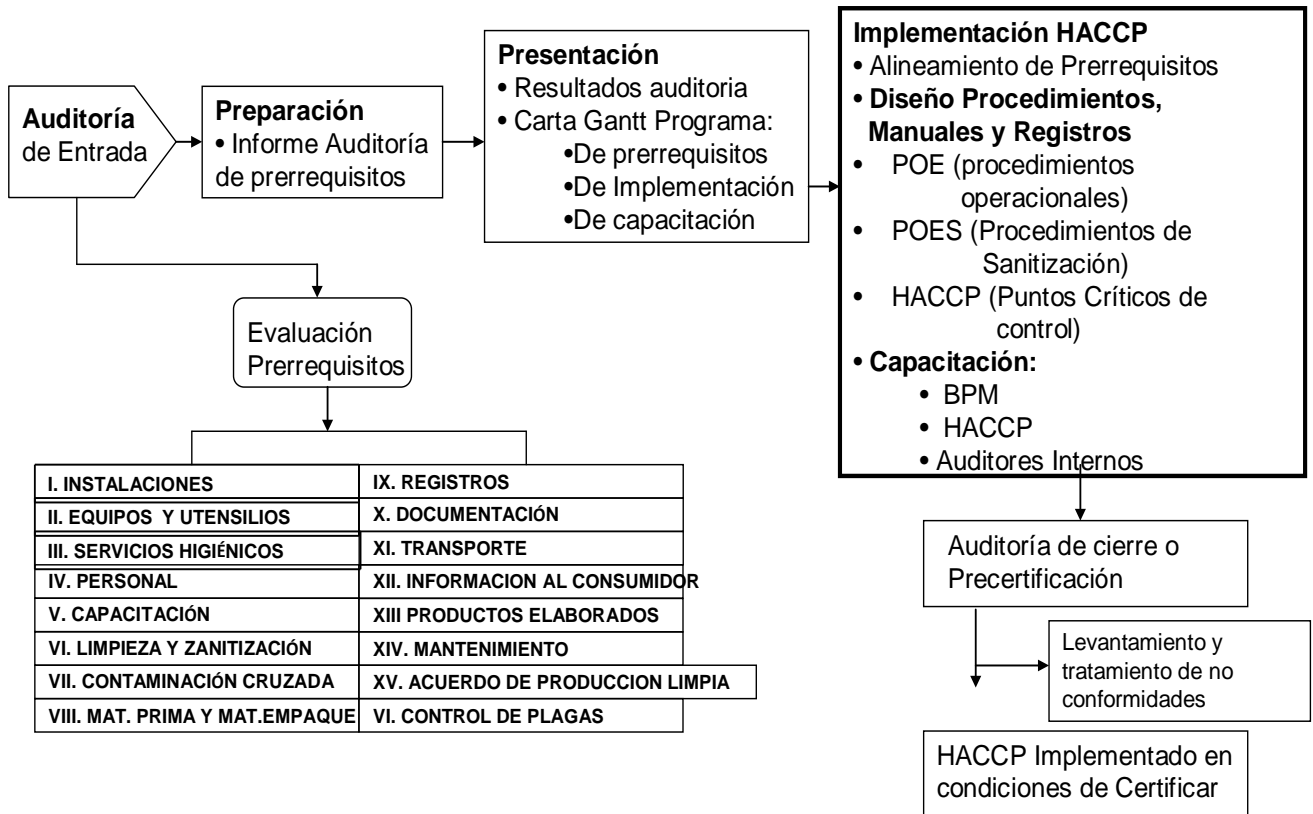 Auditoría
de Entrada
Preparación
• Informe Auditoría
de prerrequisitos
Presentación
• Resultados auditoria
• Carta Gantt Programa:
•De prerrequisitos
•De Implementación
•De capacitación
Implementación HACCP
• Alineamiento de Prerrequisitos
• Diseño Procedimientos,
Manuales y Registros
• POE (procedimientos
operacionales)
• POES (Procedimientos de
Sanitización)
• HACCP (Puntos Críticos de
control)
• Capacitación:
• BPM
• HACCP
• Auditores Internos
Evaluación
Prerrequisitos
I. INSTALACIONES
II. EQUIPOS Y UTENSILIOS
III. SERVICIOS HIGIÉNICOS
IV. PERSONAL
V. CAPACITACIÓN
VI. LIMPIEZA Y ZANITIZACIÓN
VII. CONTAMINACIÓN CRUZADA
VIII. MAT. PRIMA Y MAT.EMPAQUE
IX. REGISTROS
X. DOCUMENTACIÓN
XI. TRANSPORTE
XII. INFORMACION AL CONSUMIDOR
XIII PRODUCTOS ELABORADOS
XIV. MANTENIMIENTO
XV. ACUERDO DE PRODUCCION LIMPIA
VI. CONTROL DE PLAGAS
Auditoría de cierre o
Precertificación
Levantamiento y
tratamiento de no
conformidades
HACCP Implementado en
condiciones de Certificar